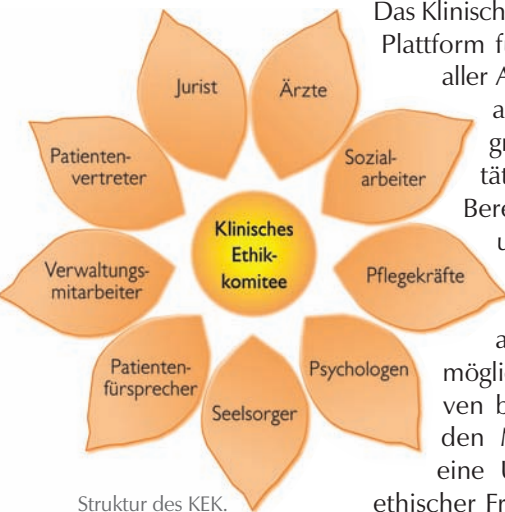 Das Klinisch
Plattform fü
aller A
a
gr
tät
Bere
u
a
möglic
ven b
den M
eine U
ethischer Fr
Jurist
Ärzte
Sozial-
arbeiter
Pflegekräfte
Psychologen
Seelsorger
Patienten-
fürsprecher
Verwaltungs-
mitarbeiter
Patienten-
vertreter
Klinisches
Ethik-
komitee
Struktur des KEK.